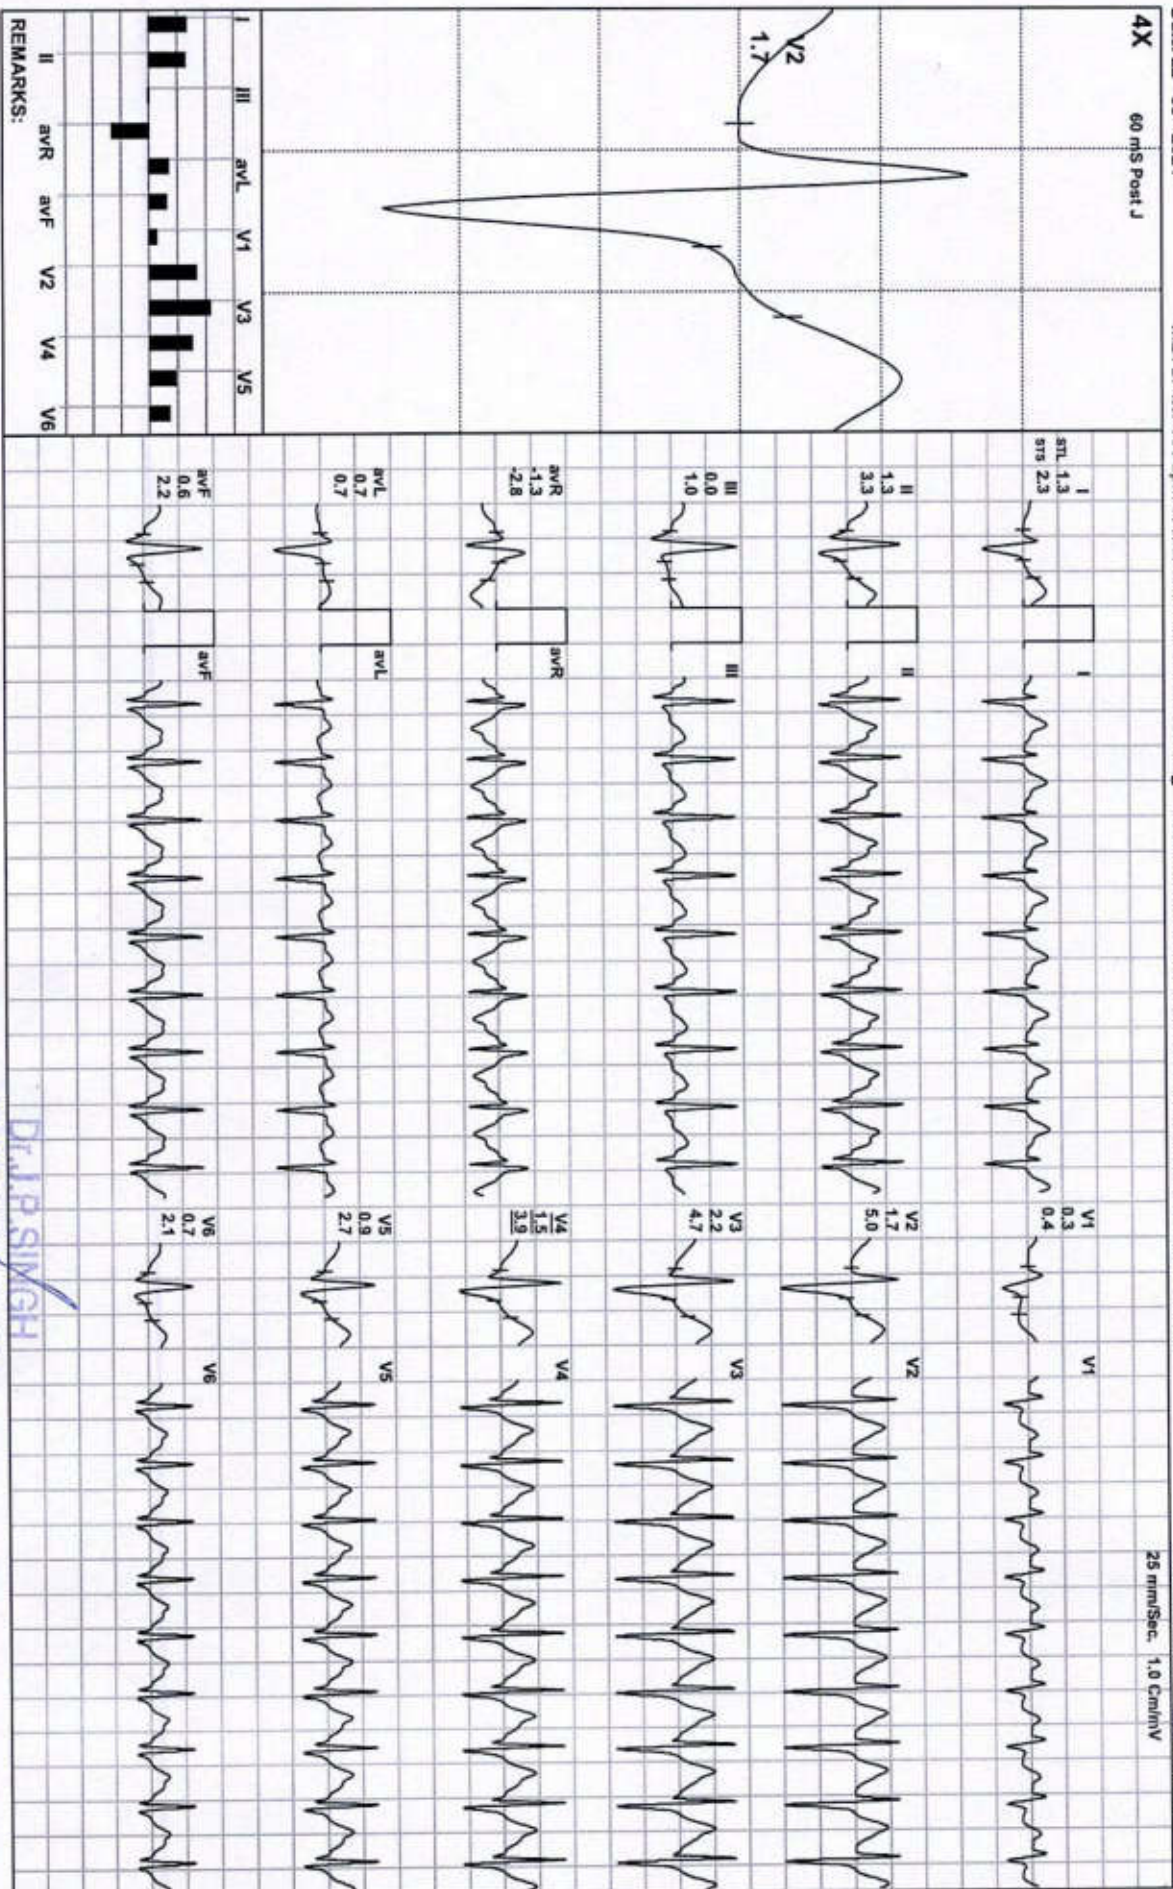 4X
60 mS Post J
25 mm/Sec. 1.0 Cm/mV
V2
1.7
I
III
avL
V1
V3
V5
II
avR
avF
V2
V4
V6
REMARKS:
I
STL 1.3
STS 2.3
I
V1
0.3
0.4
V1
II
1.3
3.3
II
V2
1.7
5.0
V2
III
0.0
1.0
III
V3
2.2
4.7
V3
avR
-1.3
-2.8
avR
V4
1.5
3.9
V4
avL
0.7
0.7
avL
V5
0.9
2.7
V5
avF
0.6
2.2
avF
V6
0.7
2.1
V6
Dr.J.P.SINGH